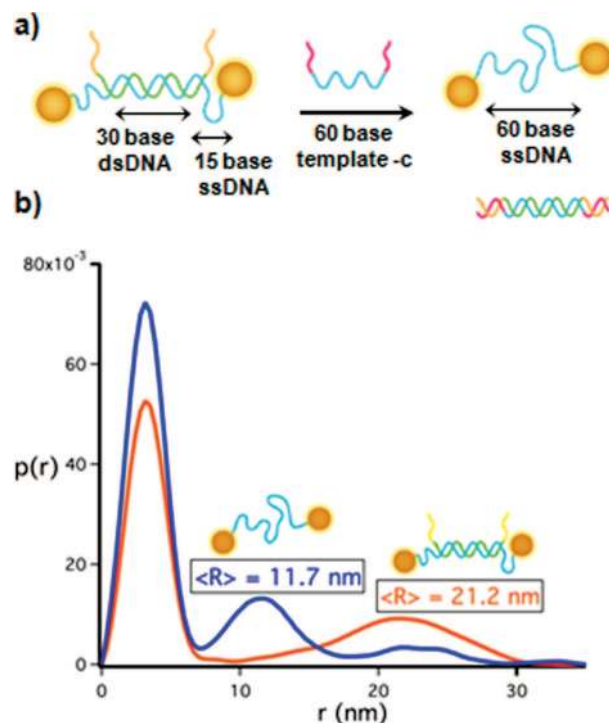 a)
30 base
dsDNA
15 base
ssDNA
60 base
template -c
60 base
ssDNA
b)
80x10-3
60
p(r)
40
<R> = 11.7 nm
<R> = 21.2 nm
20
0
0
10
20
30
r (nm)